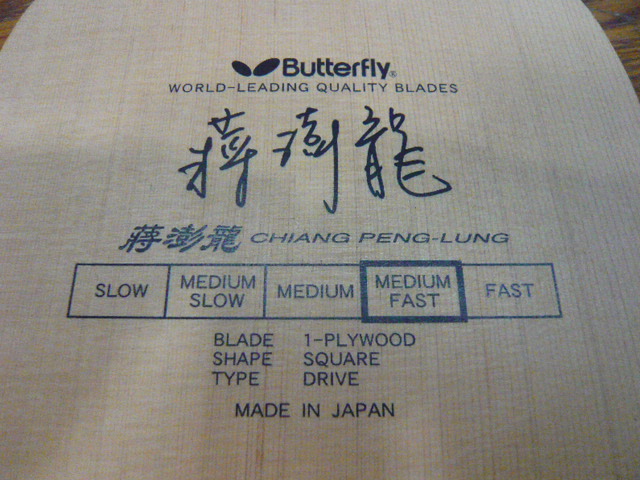 Butterfly®
WORLD-LEADING QUALITY BLADES
蔣澎龍
蔣澎龍 CHIANG PENG-LUNG
SLOW MEDIUM SLOW MEDIUM MEDIUM FAST FAST
BLADE 1-PLYWOOD
SHAPE SQUARE
TYPE DRIVE
MADE IN JAPAN